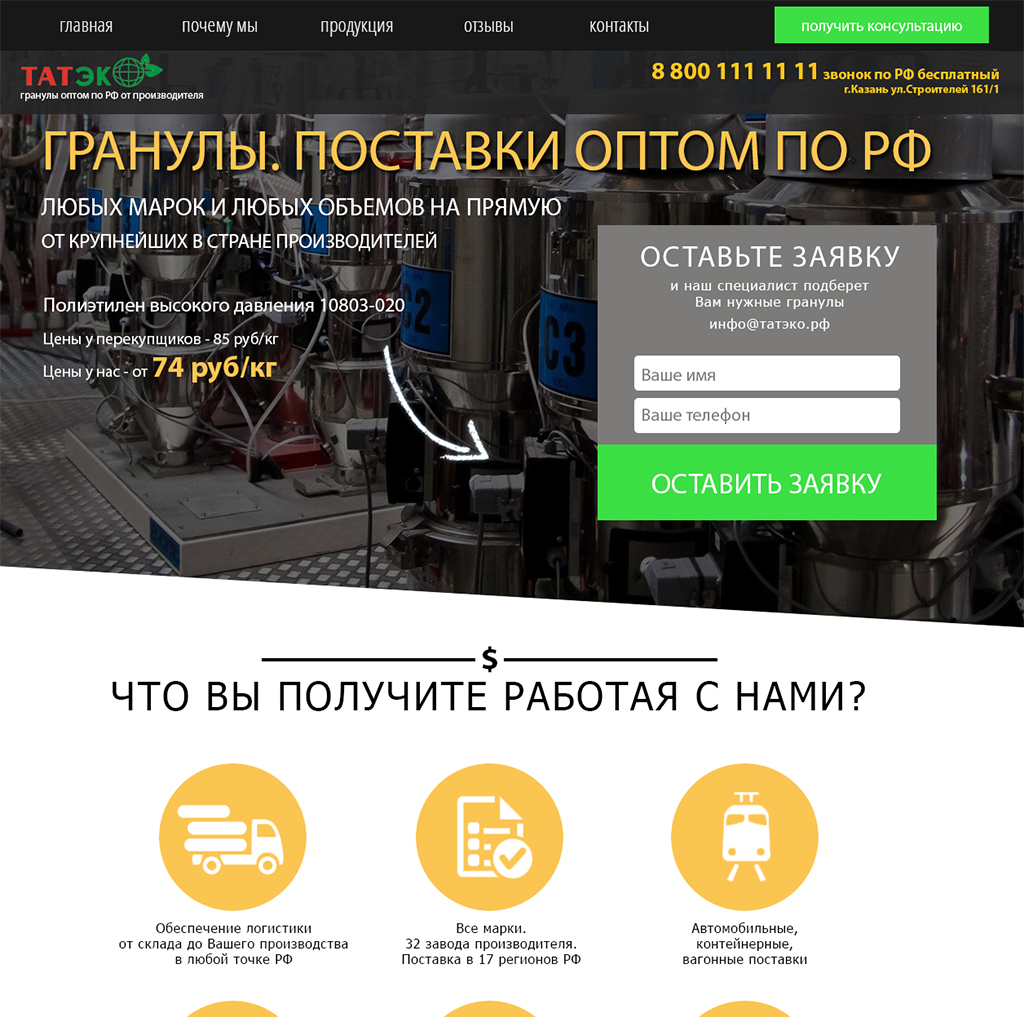 главная почему мы продукция отзывы контакты получить консультацию
ТАТЭКО
гранулы оптом по РФ от производителя
8 800 111 11 11 звонок по РФ бесплатный
г.Казань ул.Строителей 161/1
ГРАНУЛЫ. ПОСТАВКИ ОПТОМ ПО РФ
ЛЮБЫХ МАРОК И ЛЮБЫХ ОБЪЕМОВ НА ПРЯМУЮ
ОТ КРУПНЕЙШИХ В СТРАНЕ ПРОИЗВОДИТЕЛЕЙ
Полиэтилен высокого давления 10803-020
Цены у перекупщиков - 85 руб/кг
Цены у нас - от 74 руб/кг
C2
C3
ОСТАВЬТЕ ЗАЯВКУ
и наш специалист подберет
Вам нужные гранулы
инфо@татэко.рф
Ваше имя
Ваше телефон
ОСТАВИТЬ ЗАЯВКУ
$
ЧТО ВЫ ПОЛУЧИТЕ РАБОТАЯ С НАМИ?
Обеспечение логистики
от склада до Вашего производства
в любой точке РФ
Все марки.
32 завода производителя.
Поставка в 17 регионов РФ
Автомобильные,
контейнерные,
вагонные поставки